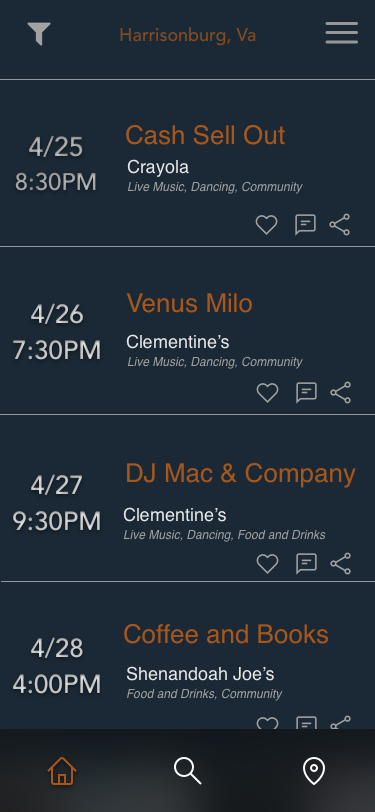 Harrisonburg, Va
4/25
8:30PM
Cash Sell Out
Crayola
Live Music, Dancing, Community
4/26
7:30PM
Venus Milo
Clementine’s
Live Music, Dancing, Community
4/27
9:30PM
DJ Mac & Company
Clementine’s
Live Music, Dancing, Food and Drinks
4/28
4:00PM
Coffee and Books
Shenandoah Joe’s
Food and Drinks, Community